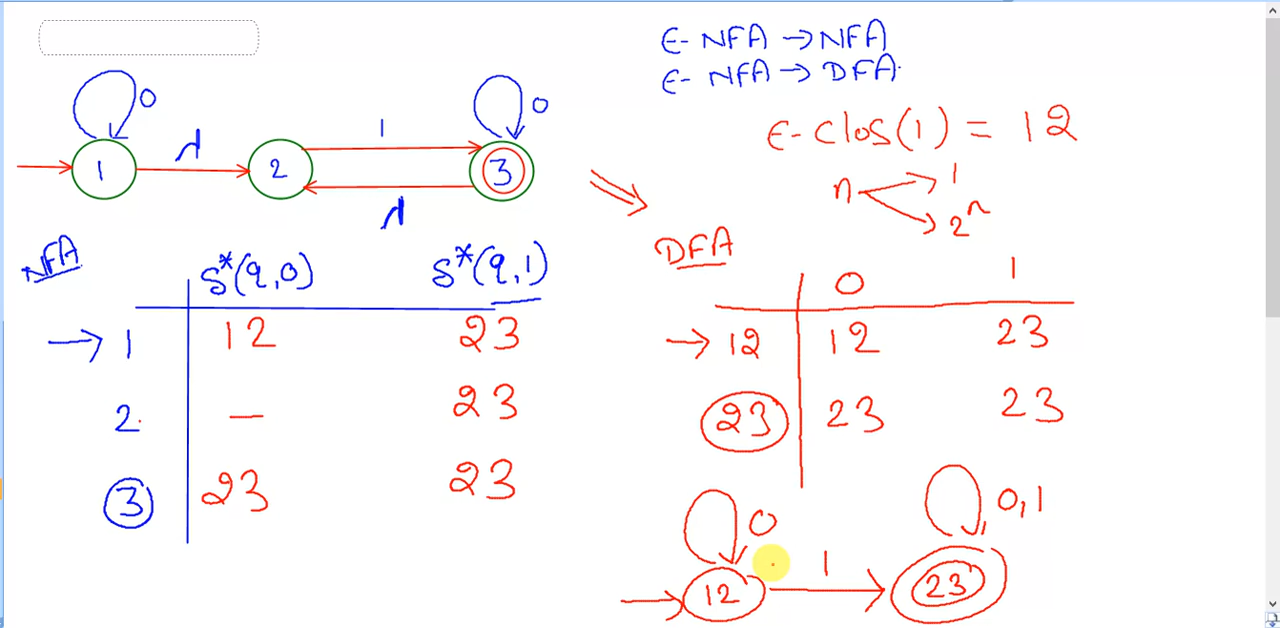 ϵ- NFA → NFA
ϵ- NFA → DFA.
0
0
λ
1
λ
1
2
3
ϵ-clos(1) = 12
n
1
2^n
NFA
δ*(q,0) δ*(q,1)
→ 1 12 23
2. — 23
3 23 23
DFA
0 1
→ 12 12 23
23 23 23
0
0,1
1
12
23